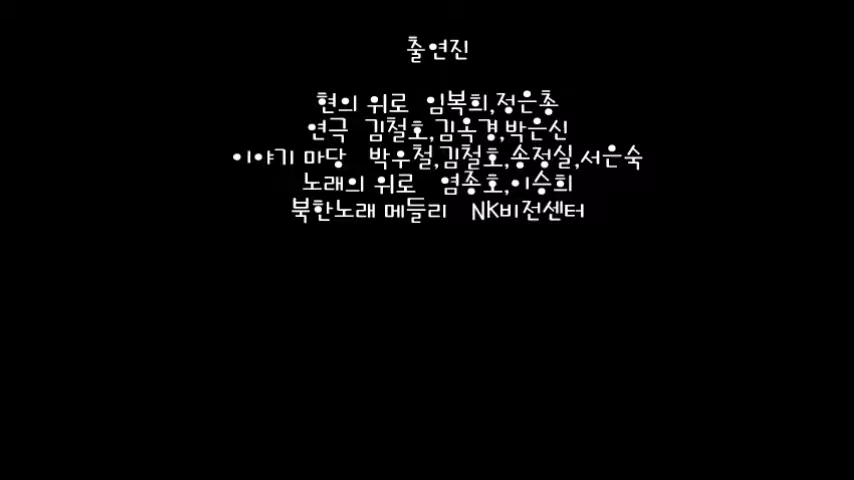 출연진
현의 위로 임복희,정은총
연극 김철호,김옥경,박은신
이야기 마당 박우철,김철호,송정실,서은숙
노래의 위로 염종호,이승희
북한노래 메들리 NK비전센터